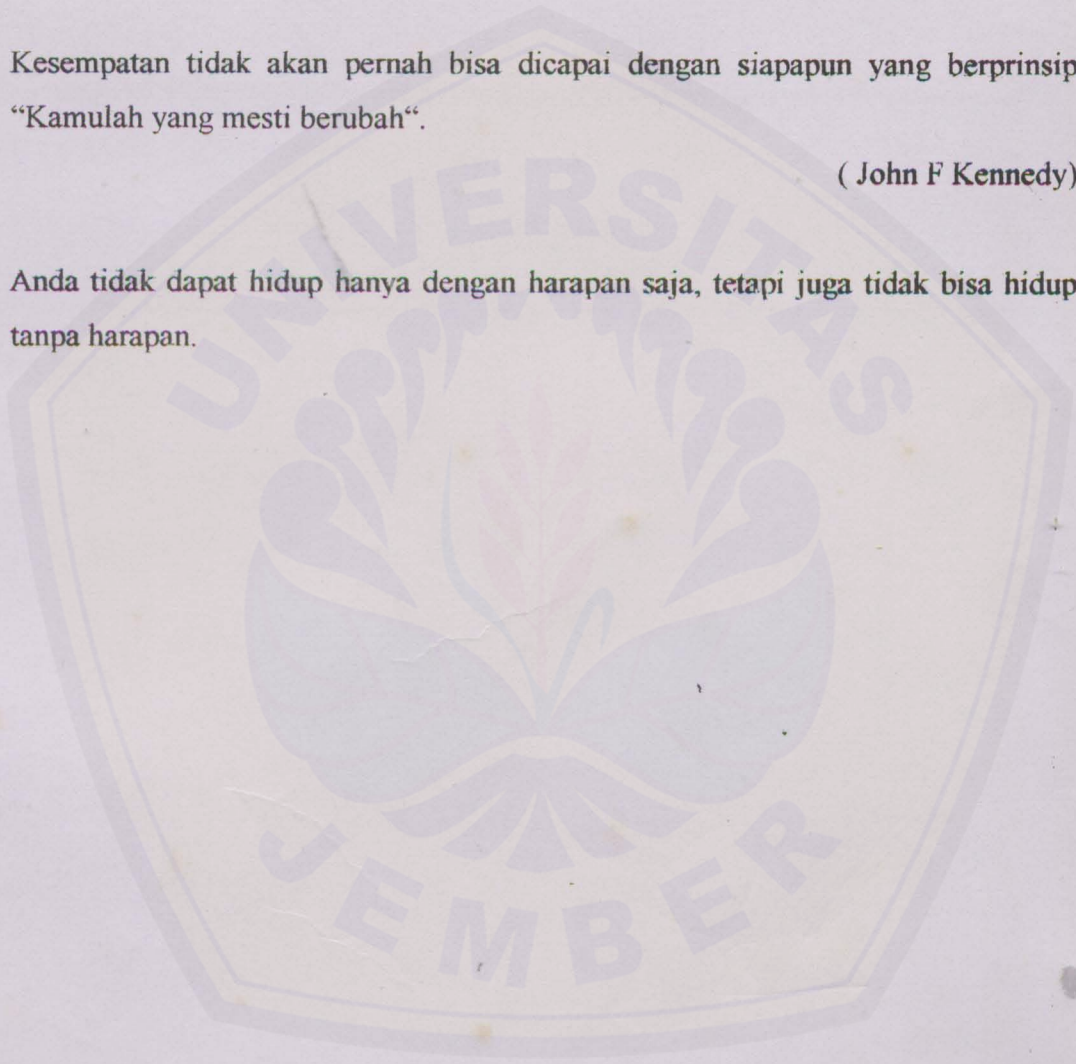 Kesempatan tidak akan pernah bisa dicapai dengan siapapun yang berprinsip
“Kamulah yang mesti berubah“.
( John F Kennedy)
Anda tidak dapat hidup hanya dengan harapan saja, tetapi juga tidak bisa hidup
tanpa harapan.
UNIVERSITAS
JEMBER